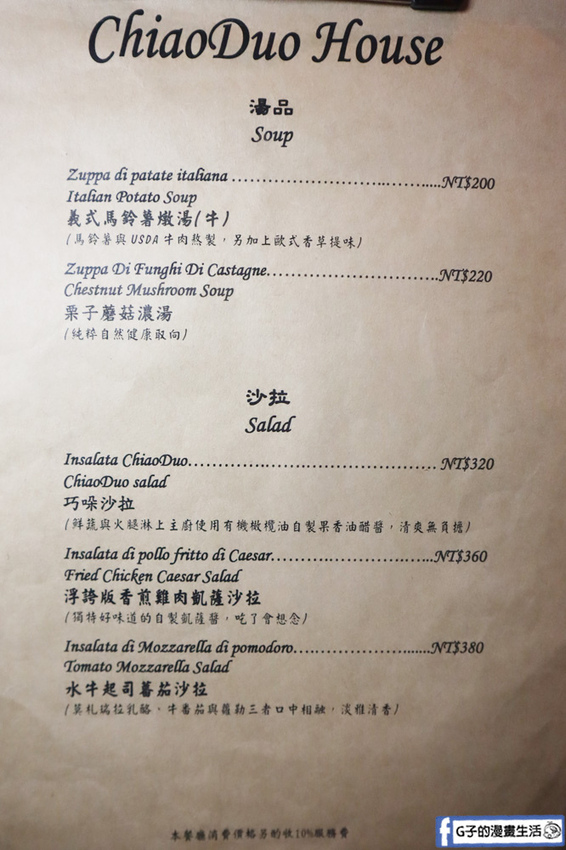 ChiaoDuo House
湯品
Soup
Zuppa di patate italiana ................................NT$200
Italian Potato Soup
義式馬鈴薯燉湯(牛)
(馬鈴薯與USDA牛肉熬製，另加上歐式香草提味)
Zuppa Di Funghi Di Castagne................................NT$220
Chestnut Mushroom Soup
栗子蘑菇濃湯
(純粹自然健康取向)
沙拉
Salad
Insalata ChiaoDuo................................................ NT$320
ChiaoDuo salad
巧哚沙拉
(鮮蔬與火腿淋上主廚使用有機橄欖油自製果香油醋醬，清爽無負擔)
Insalata di pollo fritto di Caesar..............................NT$360
Fried Chicken Caesar Salad
浮誇版香煎雞肉凱薩沙拉
(獨特好味道的自製凱薩醬，吃了會想念)
Insalata di Mozzarella di pomodoro..........................NT$380
Tomato Mozzarella Salad
水牛起司蕃茄沙拉
(莫札瑞拉乳酪、牛番茄與羅勒三者口中相融，淡雅清香)
本餐廳消費價格另酌收10%服務費
f G子的漫畫生活